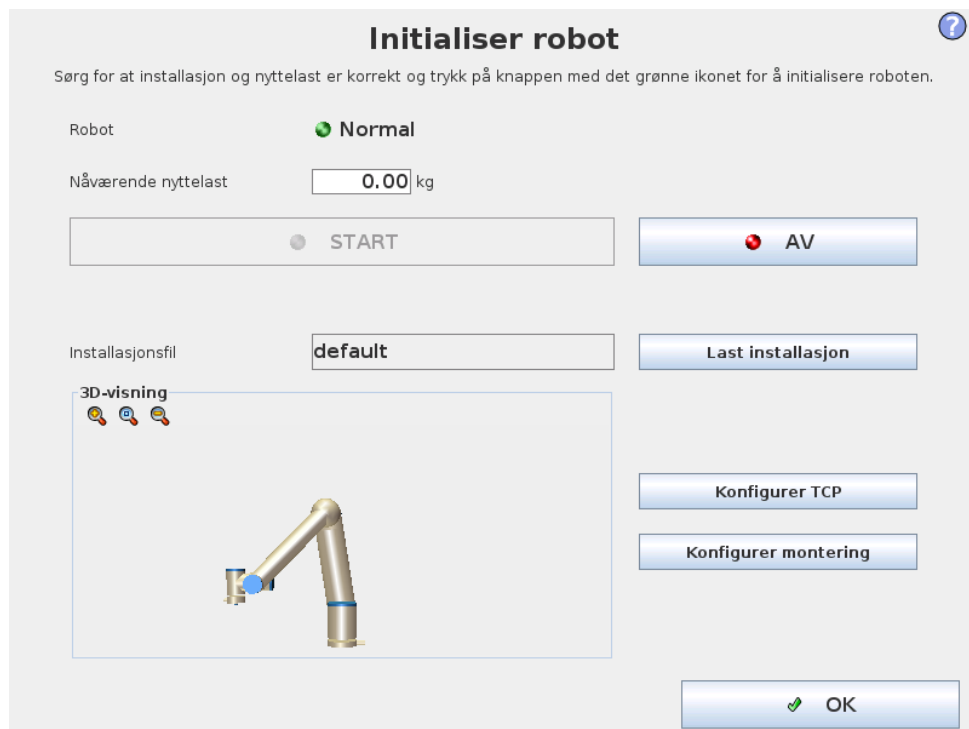 Initialiser robot
?
Sørg for at installasjon og nyttelast er korrekt og trykk på knappen med det grønne ikonet for å initialisere roboten.
Robot Normal
Nåværende nyttelast 0.00 kg
START AV
Installasjonsfil default Last installasjon
3D-visning
Konfigurer TCP
Konfigurer montering
OK